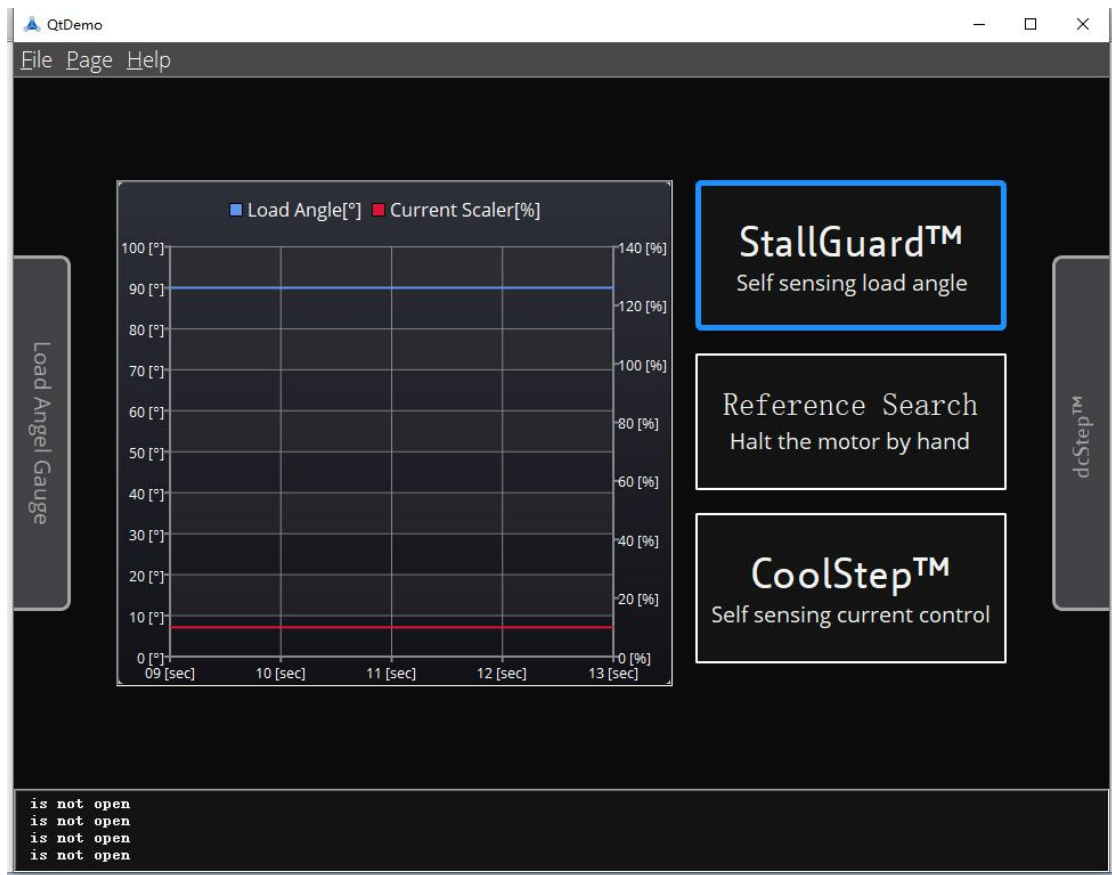 QtDemo
File Page Help
Load Angel Gauge
Load Angle[°] Current Scaler[%]
100 [°]
90 [°]
80 [°]
70 [°]
60 [°]
50 [°]
40 [°]
30 [°]
20 [°]
10 [°]
0 [°]
140 [%]
120 [%]
100 [%]
80 [%]
60 [%]
40 [%]
20 [%]
0 [%]
09 [sec] 10 [sec] 11 [sec] 12 [sec] 13 [sec]
StallGuard™
Self sensing load angle
Reference Search
Halt the motor by hand
CoolStep™
Self sensing current control
dcStep™
is not open
is not open
is not open
is not open